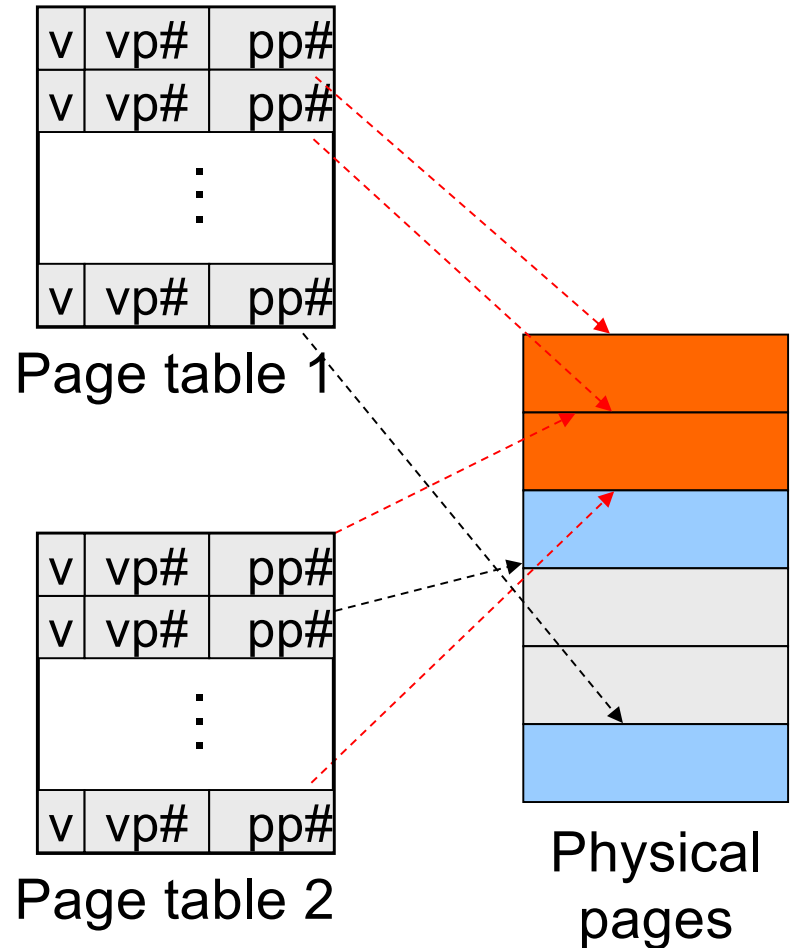 v vp# pp#
v vp# pp#
v vp# pp#
Page table 1
v vp# pp#
v vp# pp#
v vp# pp#
Page table 2
Physical
pages